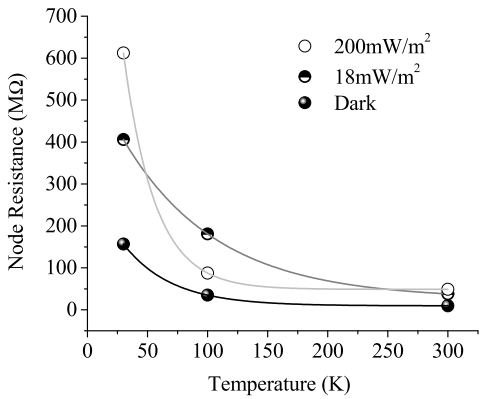 700
600
500
400
300
200
100
0
Node Resistance (MΩ)
200mW/m²
18mW/m²
Dark
0 50 100 150 200 250 300
Temperature (K)